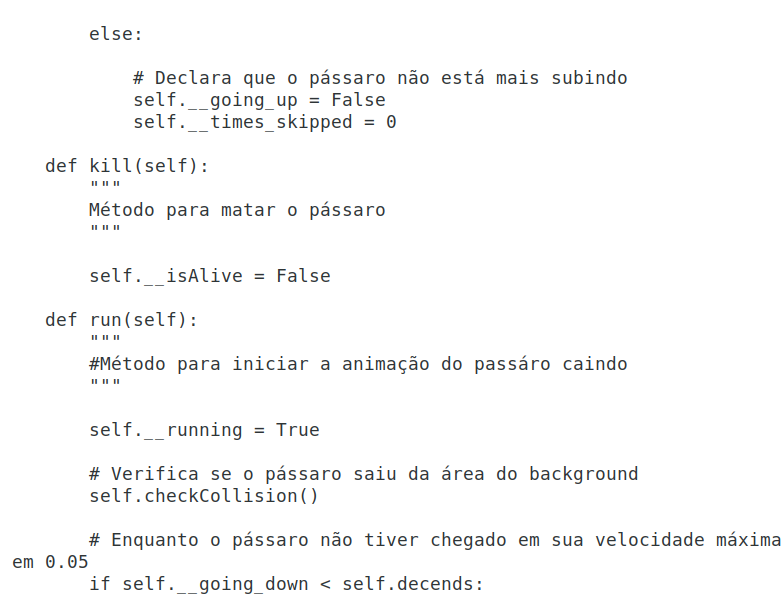 else:
# Declara que o pássaro não está mais subindo
self.__going_up = False
self.__times_skipped = 0
def kill(self):
"""
Método para matar o pássaro
"""
self.__isAlive = False
def run(self):
"""
#Método para iniciar a animação do passáro caindo
"""
self.__running = True
# Verifica se o pássaro saiu da área do background
self.checkCollision()
# Enquanto o pássaro não tiver chegado em sua velocidade máxima
em 0.05
if self.__going_down < self.decends: